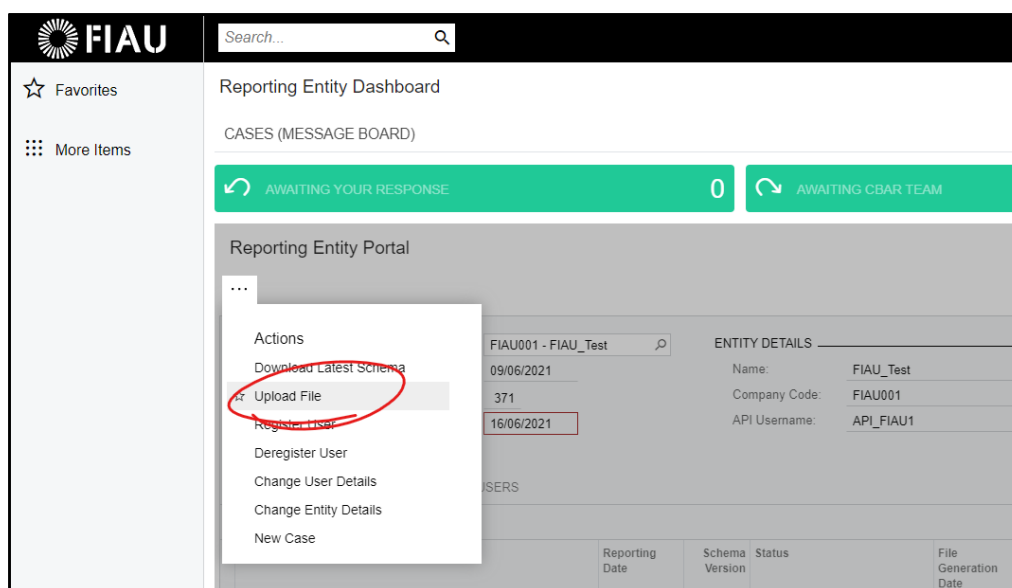 FIAU
Search...
Favorites
More Items
Reporting Entity Dashboard
CASES (MESSAGE BOARD)
AWAITING YOUR RESPONSE 0
AWAITING CBAR TEAM
Reporting Entity Portal
...
Actions
Download Latest Schema
Upload File
Register User
Deregister User
Change User Details
Change Entity Details
New Case
FIAU001 - FIAU_Test
09/06/2021
371
16/06/2021
ENTITY DETAILS
Name: FIAU_Test
Company Code: FIAU001
API Username: API_FIAU1
USERS
Reporting Date
Schema Version
Status
File Generation Date